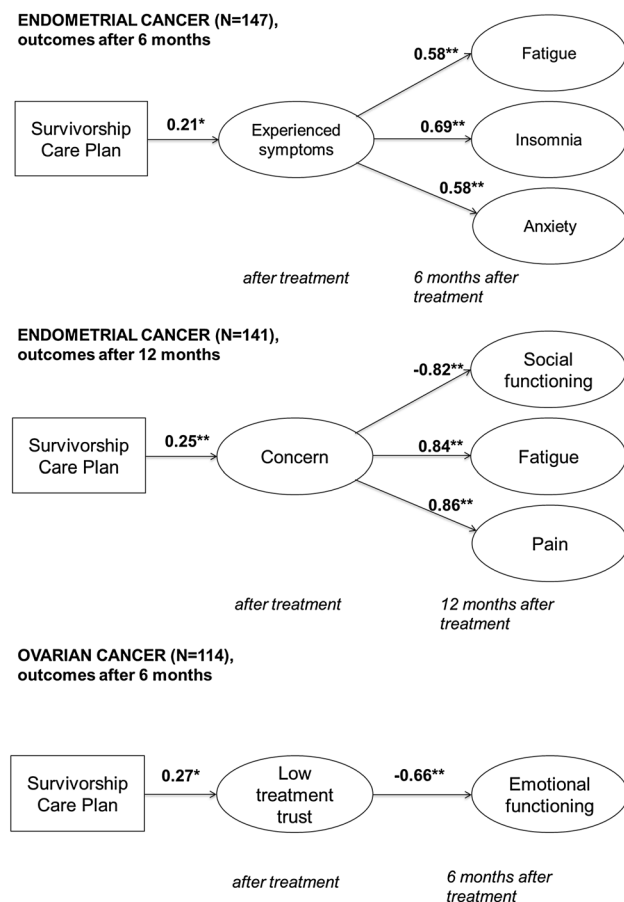 ENDOMETRIAL CANCER (N=147),
outcomes after 6 months
0.58**
Fatigue
Survivorship
Care Plan
0.21*
Experienced
symptoms
0.69**
Insomnia
0.58**
Anxiety
after treatment
6 months after
treatment
ENDOMETRIAL CANCER (N=141),
outcomes after 12 months
-0.82**
Social
functioning
Survivorship
Care Plan
0.25**
Concern
0.84**
Fatigue
0.86**
Pain
after treatment
12 months after
treatment
OVARIAN CANCER (N=114),
outcomes after 6 months
Survivorship
Care Plan
0.27*
Low
treatment
trust
-0.66**
Emotional
functioning
after treatment
6 months after
treatment